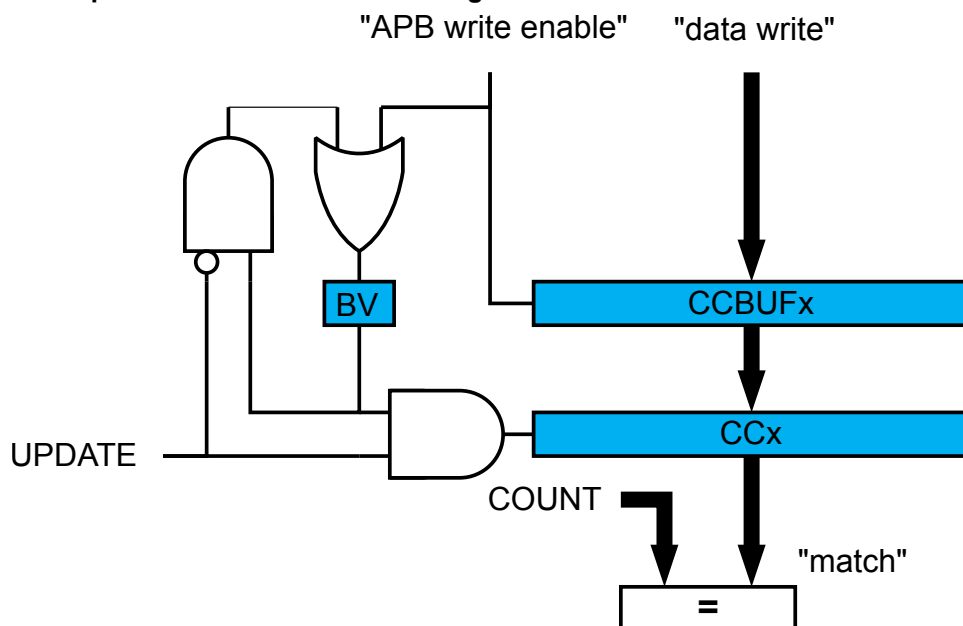 "APB write enable" "data write"
BV
CCBUFx
CCx
UPDATE
COUNT
"match"
=